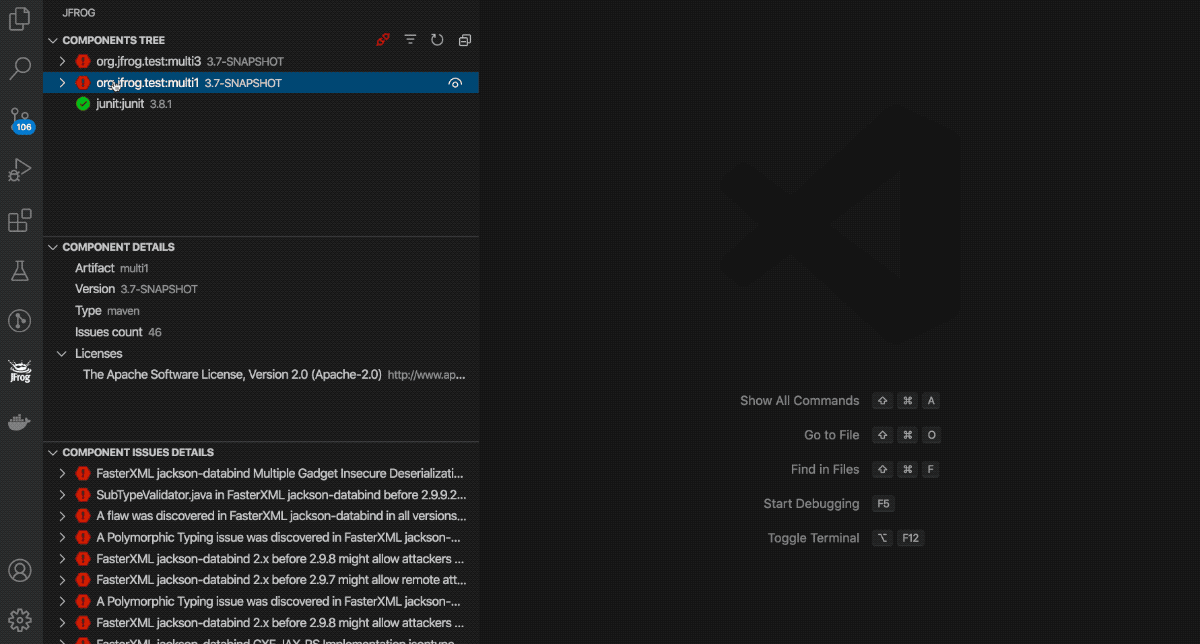 JFROG
COMPONENTS TREE
org.jfrog.test:multi3 3.7-SNAPSHOT
org.jfrog.test:multi1 3.7-SNAPSHOT
junit:junit 3.8.1
106
COMPONENT DETAILS
Artifact multi1
Version 3.7-SNAPSHOT
Type maven
Issues count 46
Licenses
The Apache Software License, Version 2.0 (Apache-2.0) http://www.ap...
JFrog
COMPONENT ISSUES DETAILS
FasterXML jackson-databind Multiple Gadget Insecure Deserializati...
SubTypeValidator.java in FasterXML jackson-databind before 2.9.9.2...
A flaw was discovered in FasterXML jackson-databind in all versions...
A Polymorphic Typing issue was discovered in FasterXML jackson-...
FasterXML jackson-databind 2.x before 2.9.8 might allow attackers ...
FasterXML jackson-databind 2.x before 2.9.7 might allow remote att...
A Polymorphic Typing issue was discovered in FasterXML jackson-...
FasterXML jackson-databind 2.x before 2.9.8 might allow attackers ...
FasterXML jackson-databind CXF JAX-RS Implementation
Show All Commands ⇧ ⌘ A
Go to File ⇧ ⌘ O
Find in Files ⇧ ⌘ F
Start Debugging F5
Toggle Terminal ⌥ F12